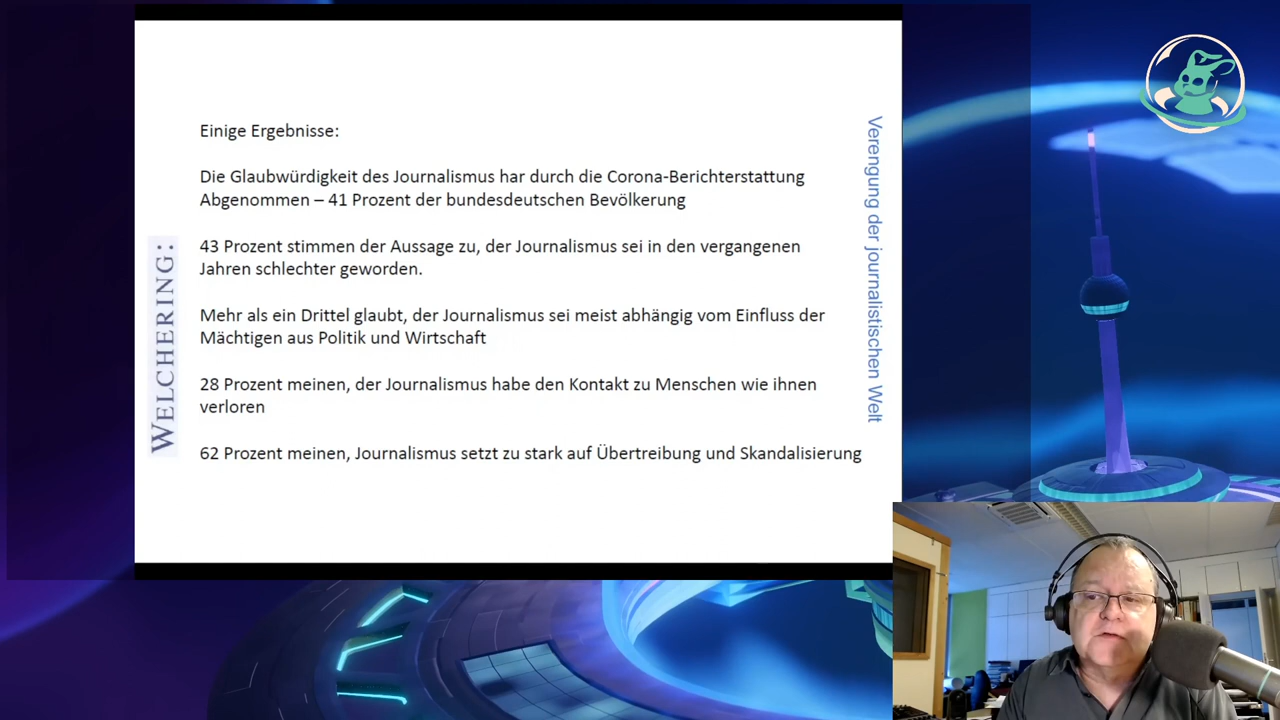 Einige Ergebnisse:
Die Glaubwürdigkeit des Journalismus har durch die Corona-Berichterstattung
Abgenommen – 41 Prozent der bundesdeutschen Bevölkerung
43 Prozent stimmen der Aussage zu, der Journalismus sei in den vergangenen
Jahren schlechter geworden.
Mehr als ein Drittel glaubt, der Journalismus sei meist abhängig vom Einfluss der
Mächtigen aus Politik und Wirtschaft
28 Prozent meinen, der Journalismus habe den Kontakt zu Menschen wie ihnen
verloren
62 Prozent meinen, Journalismus setzt zu stark auf Übertreibung und Skandalisierung
WELCHERING:
Verengung der journalistischen Welt